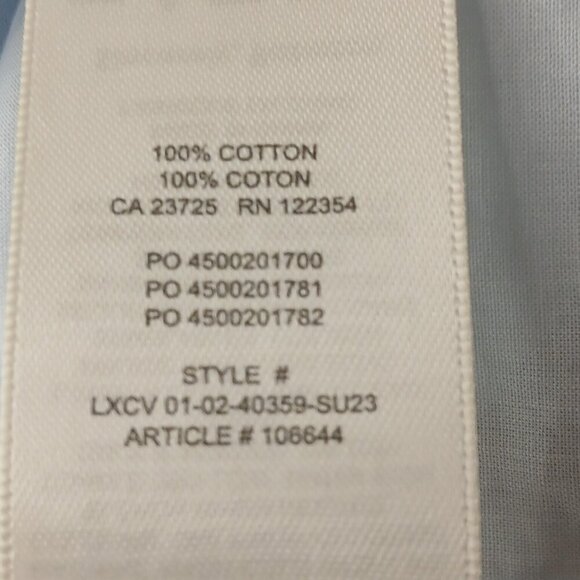 100% COTTON
100% COTON
CA 23725 RN 122354
PO 4500201700
PO 4500201781
PO 4500201782
STYLE #
LXCV 01-02-40359-SU23
ARTICLE # 106644